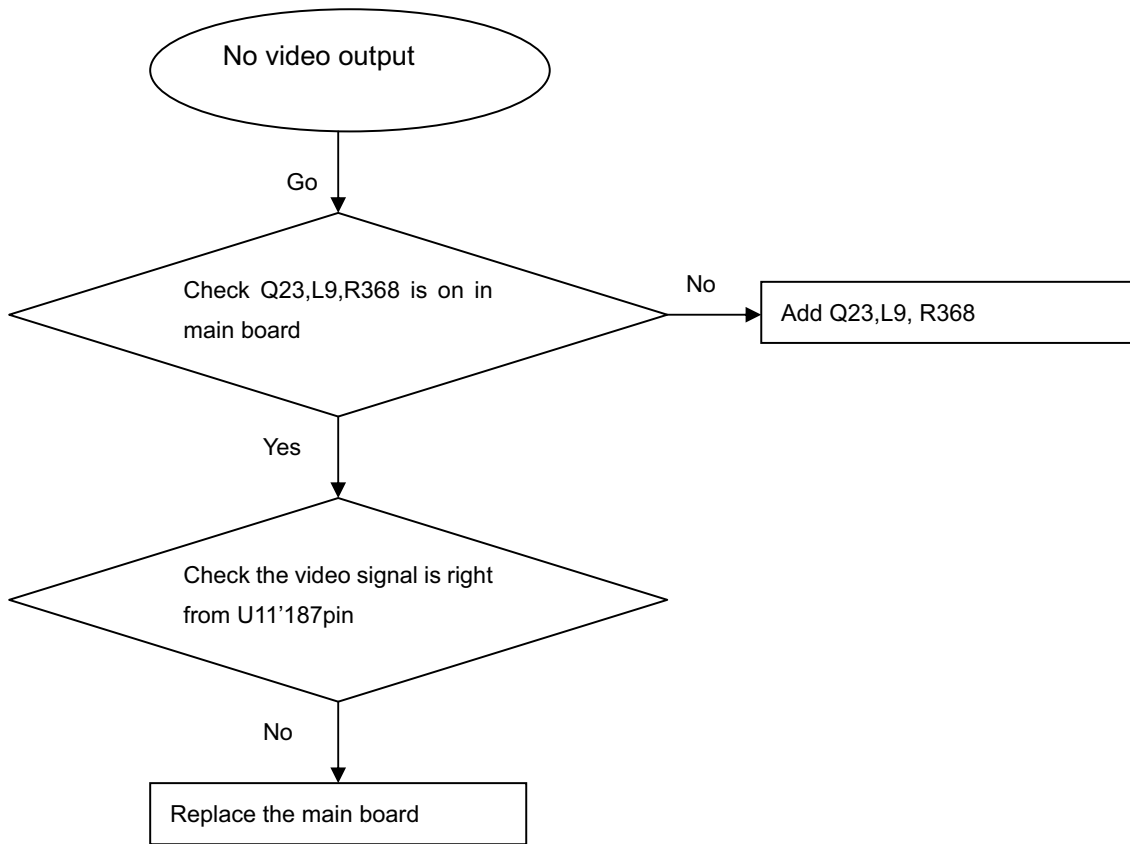 No video output
Go
Check Q23,L9,R368 is on in
main board
No
Add Q23,L9, R368
Yes
Check the video signal is right
from U11’187pin
No
Replace the main board